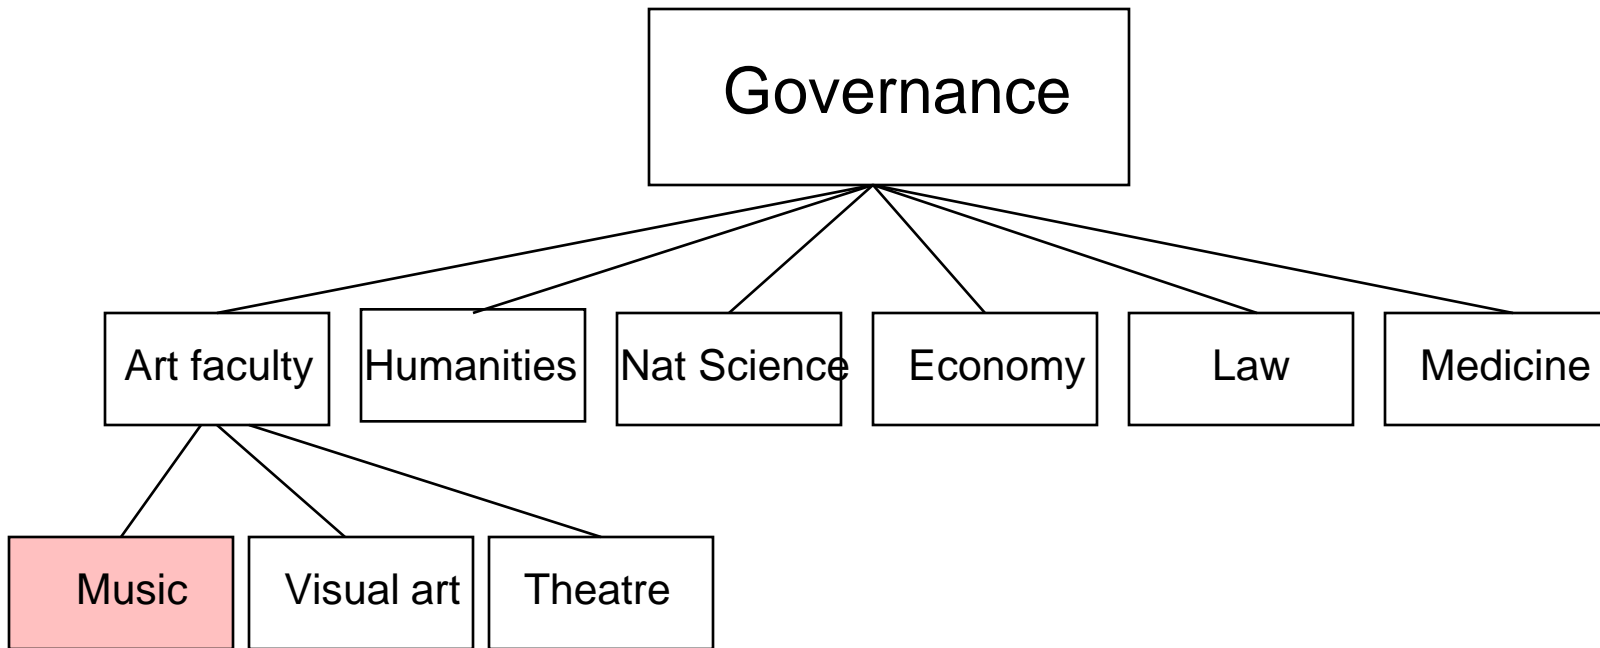 Governance
Art faculty
Humanities
Nat Science
Economy
Law
Medicine
Music
Visual art
Theatre